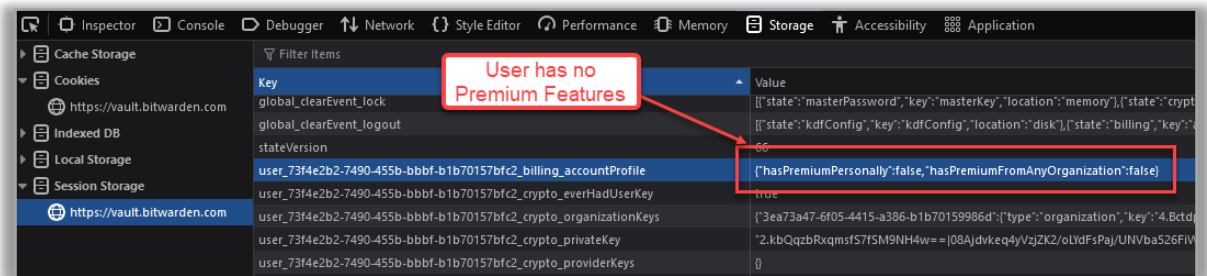 Inspector Console Debugger Network Style Editor Performance Memory Storage Accessibility Application
Cache Storage
Cookies
https://vault.bitwarden.com
Indexed DB
Local Storage
Session Storage
https://vault.bitwarden.com
Filter Items
User has no
Premium Features
Key Value
global_clearEvent_lock [{"state":"masterPassword","key":"masterKey","location":"memory"},{"state":"crypt
global_clearEvent_logout [{"state":"kdfConfig","key":"kdfConfig","location":"disk"},{"state":"billing","key":"a
stateVersion 66
user_73f4e2b2-7490-455b-bbbf-b1b70157bfc2_billing_accountProfile {"hasPremiumPersonally":false,"hasPremiumFromAnyOrganization":false}
user_73f4e2b2-7490-455b-bbbf-b1b70157bfc2_crypto_everHadUserKey true
user_73f4e2b2-7490-455b-bbbf-b1b70157bfc2_crypto_organizationKeys {"3ea73a47-6f05-4415-a386-b1b70159986d":{"type":"organization","key":"4.Bctdp
user_73f4e2b2-7490-455b-bbbf-b1b70157bfc2_crypto_privateKey "2.kbQqzbRxqmsfS7fSM9NH4w==|08Ajdvkeq4yVzjZK2/oLYdFsPaj/UNVba526FiV
user_73f4e2b2-7490-455b-bbbf-b1b70157bfc2_crypto_providerKeys {}